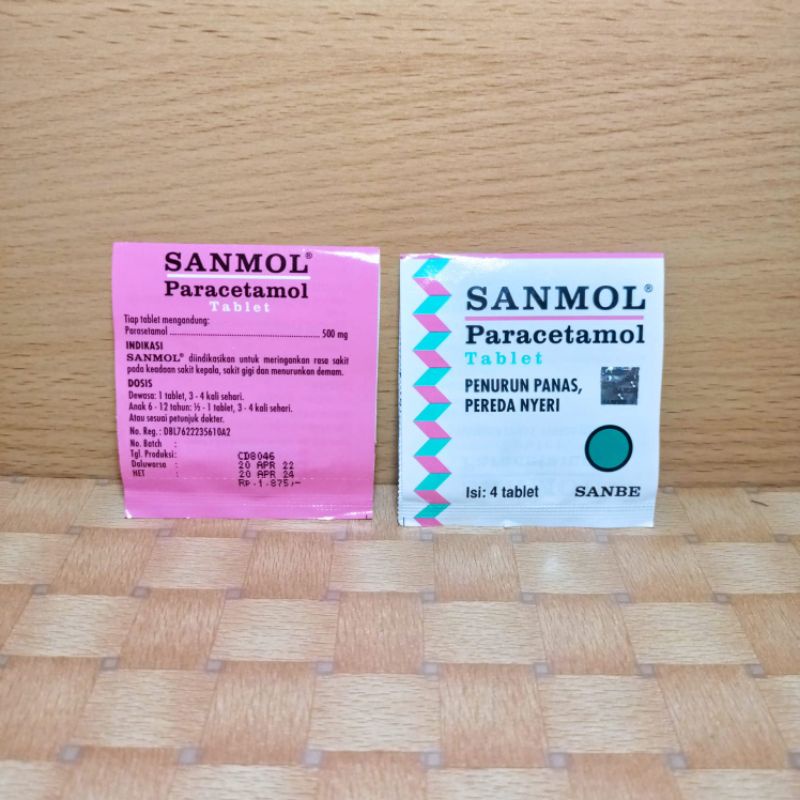 SANMOL®
Paracetamol
Tablet
Tiap tablet mengandung:
Parasetamol ........................................ 500 mg
INDIKASI
SANMOL® diindikasikan untuk meringankan rasa sakit
pada keadaan sakit kepala, sakit gigi dan menurunkan demam.
DOSIS
Dewasa: 1 tablet, 3 - 4 kali sehari.
Anak 6 - 12 tahun: ½ - 1 tablet, 3 - 4 kali sehari.
Atau sesuai petunjuk dokter.
No. Reg. : DBL7622235610A2
No. Batch :
Tgl. Produksi: CD8046
Daluwarsa : 20 APR 22
HET : 20 APR 24
Rp.1.875,-
SANMOL®
Paracetamol
Tablet
PENURUN PANAS,
PEREDA NYERI
Isi: 4 tablet
SANBE